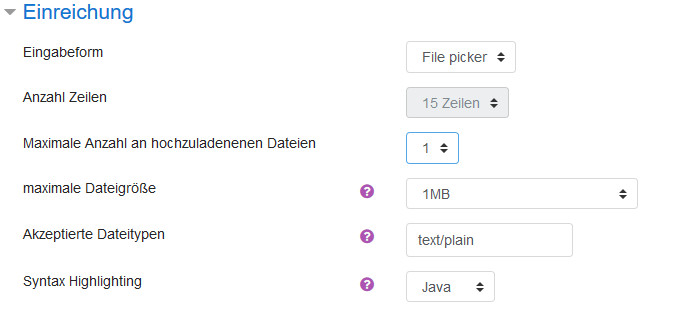 Einreichung
Eingabeform File picker
Anzahl Zeilen 15 Zeilen
Maximale Anzahl an hochzuladenenen Dateien 1
maximale Dateigröße ? 1MB
Akzeptierte Dateitypen ? text/plain
Syntax Highlighting ? Java